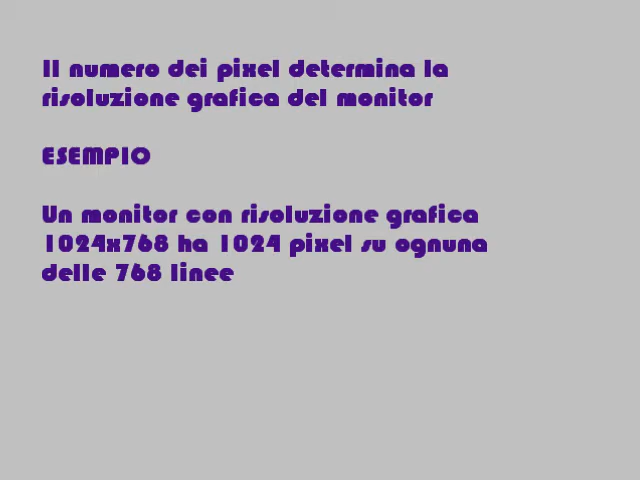 Il numero dei pixel determina la
risoluzione grafica del monitor
ESEMPIO
Un monitor con risoluzione grafica
1024x768 ha 1024 pixel su ognuna
delle 768 linee